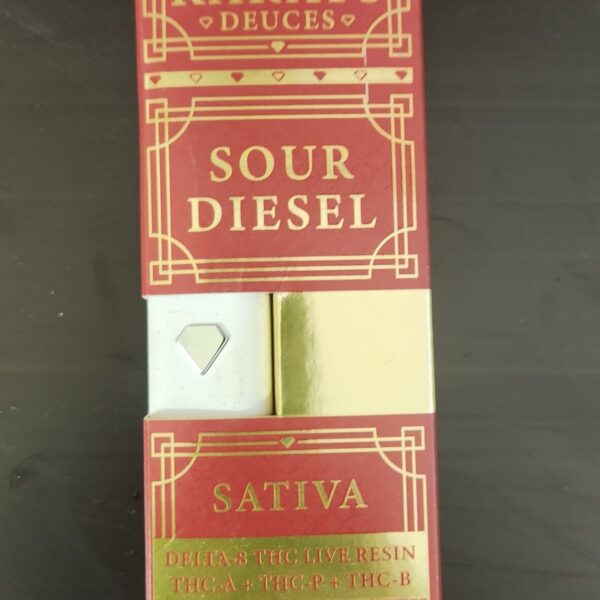 DEUCES
SOUR
DIESEL
SATIVA
DELTA-8 THC LIVE RESIN
THC-A + THC-P + THC-B